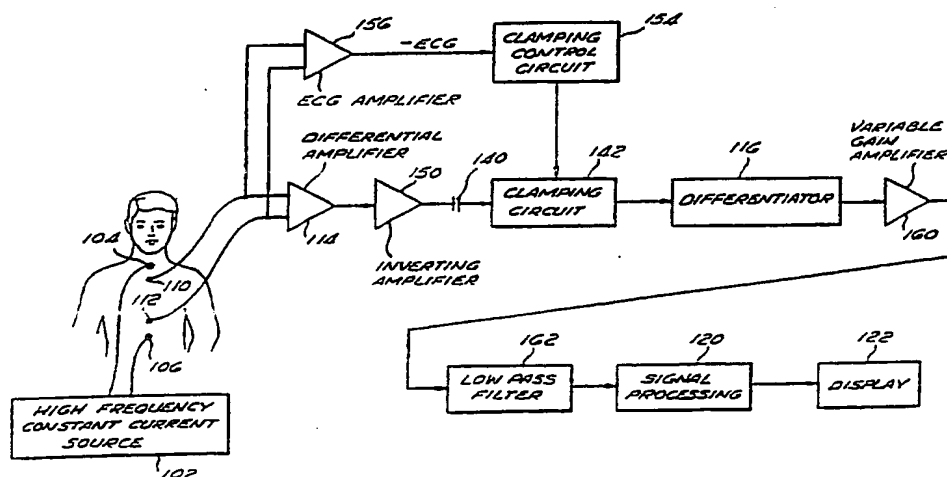 156
-ECG
CLAMPING
CONTROL
CIRCUIT
154
ECG AMPLIFIER
DIFFERENTIAL
AMPLIFIER
150
140
142
116
VARIABLE
GAIN
AMPLIFIER
CLAMPING
CIRCUIT
DIFFERENTIATOR
114
INVERTING
AMPLIFIER
160
104
110
112
106
HIGH FREQUENCY
CONSTANT CURRENT
SOURCE
102
162
120
122
LOW PASS
FILTER
SIGNAL
PROCESSING
DISPLAY